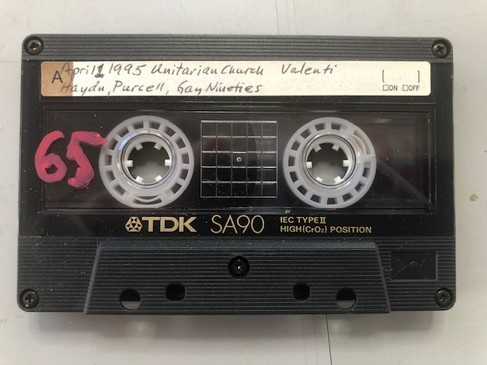 A April 1 1995 Unitarian Church Valenti
Haydn, Purcell, Gay Nineties
[ ]
□ON □OFF
65
TDK SA90 IEC TYPE II
HIGH(CrO₂) POSITION